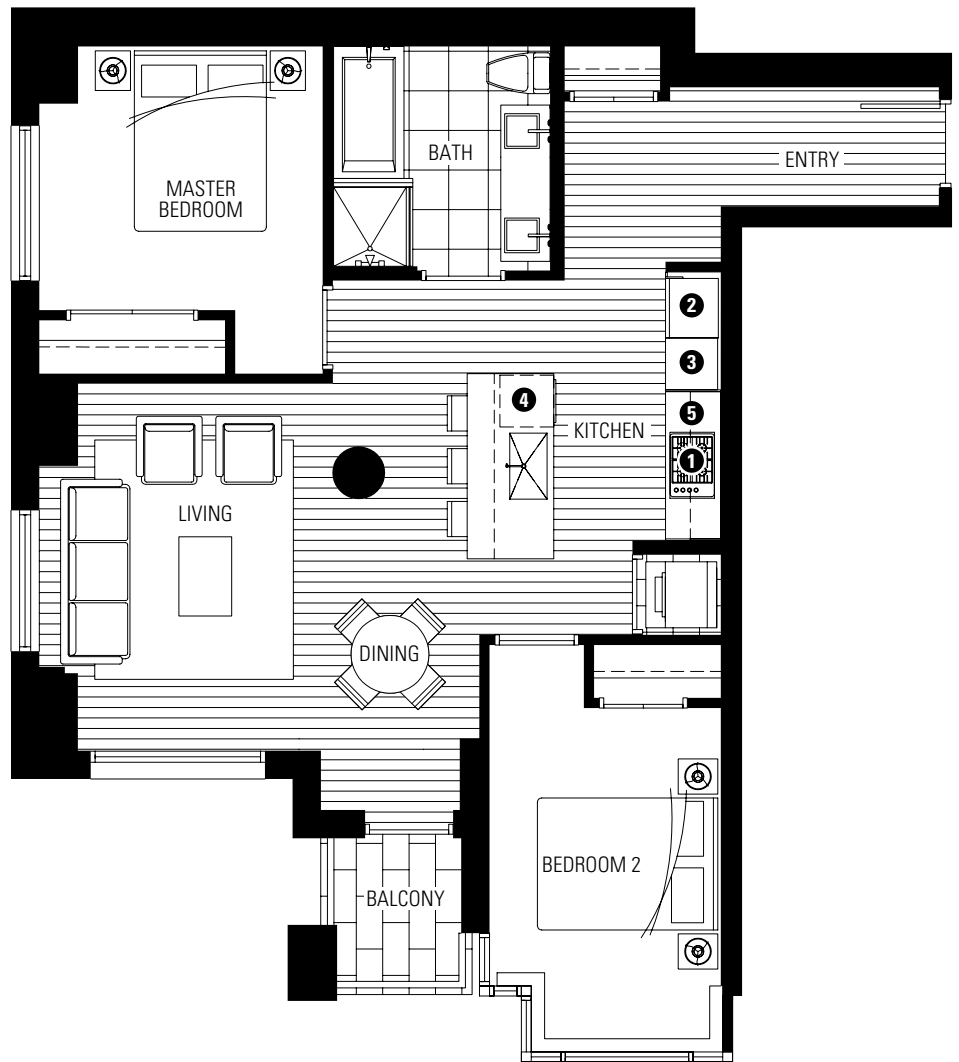 BATH
ENTRY
MASTER
BEDROOM
2
3
4
5
KITCHEN
1
LIVING
DINING
BEDROOM 2
BALCONY